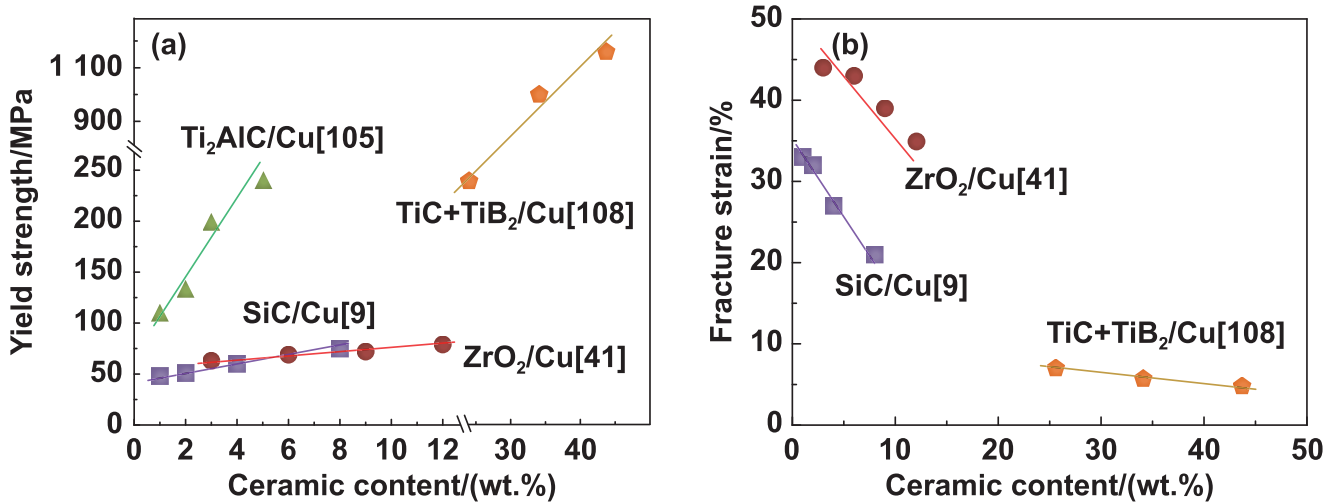 (a)
Yield strength/MPa
1 100
900
250
200
150
100
50
0
Ti₂AlC/Cu[105]
TiC+TiB₂/Cu[108]
SiC/Cu[9]
ZrO₂/Cu[41]
0 2 4 6 8 10 12 30 40
Ceramic content/(wt.%)
(b)
Fracture strain/%
50
40
30
20
10
0
ZrO₂/Cu[41]
SiC/Cu[9]
TiC+TiB₂/Cu[108]
0 10 20 30 40 50
Ceramic content/(wt.%)